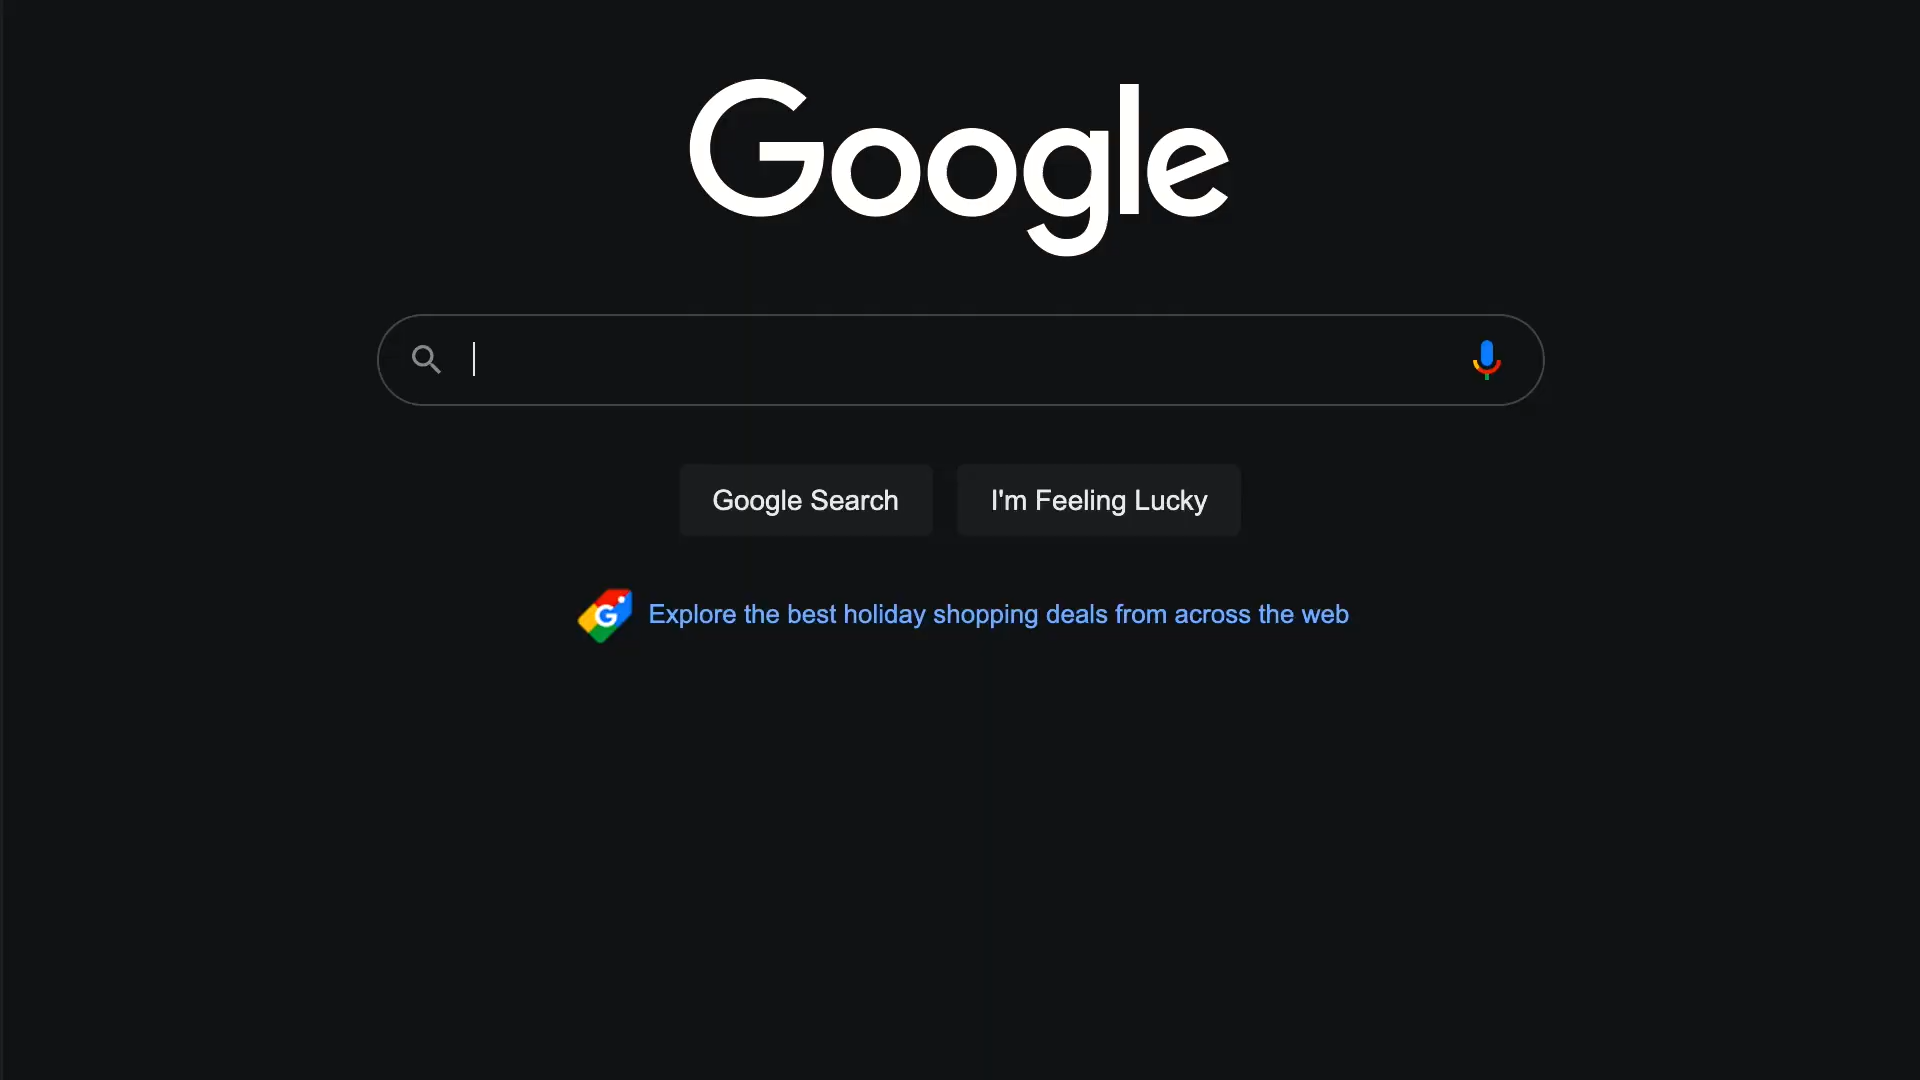 Google
Google Search
I'm Feeling Lucky
Explore the best holiday shopping deals from across the web